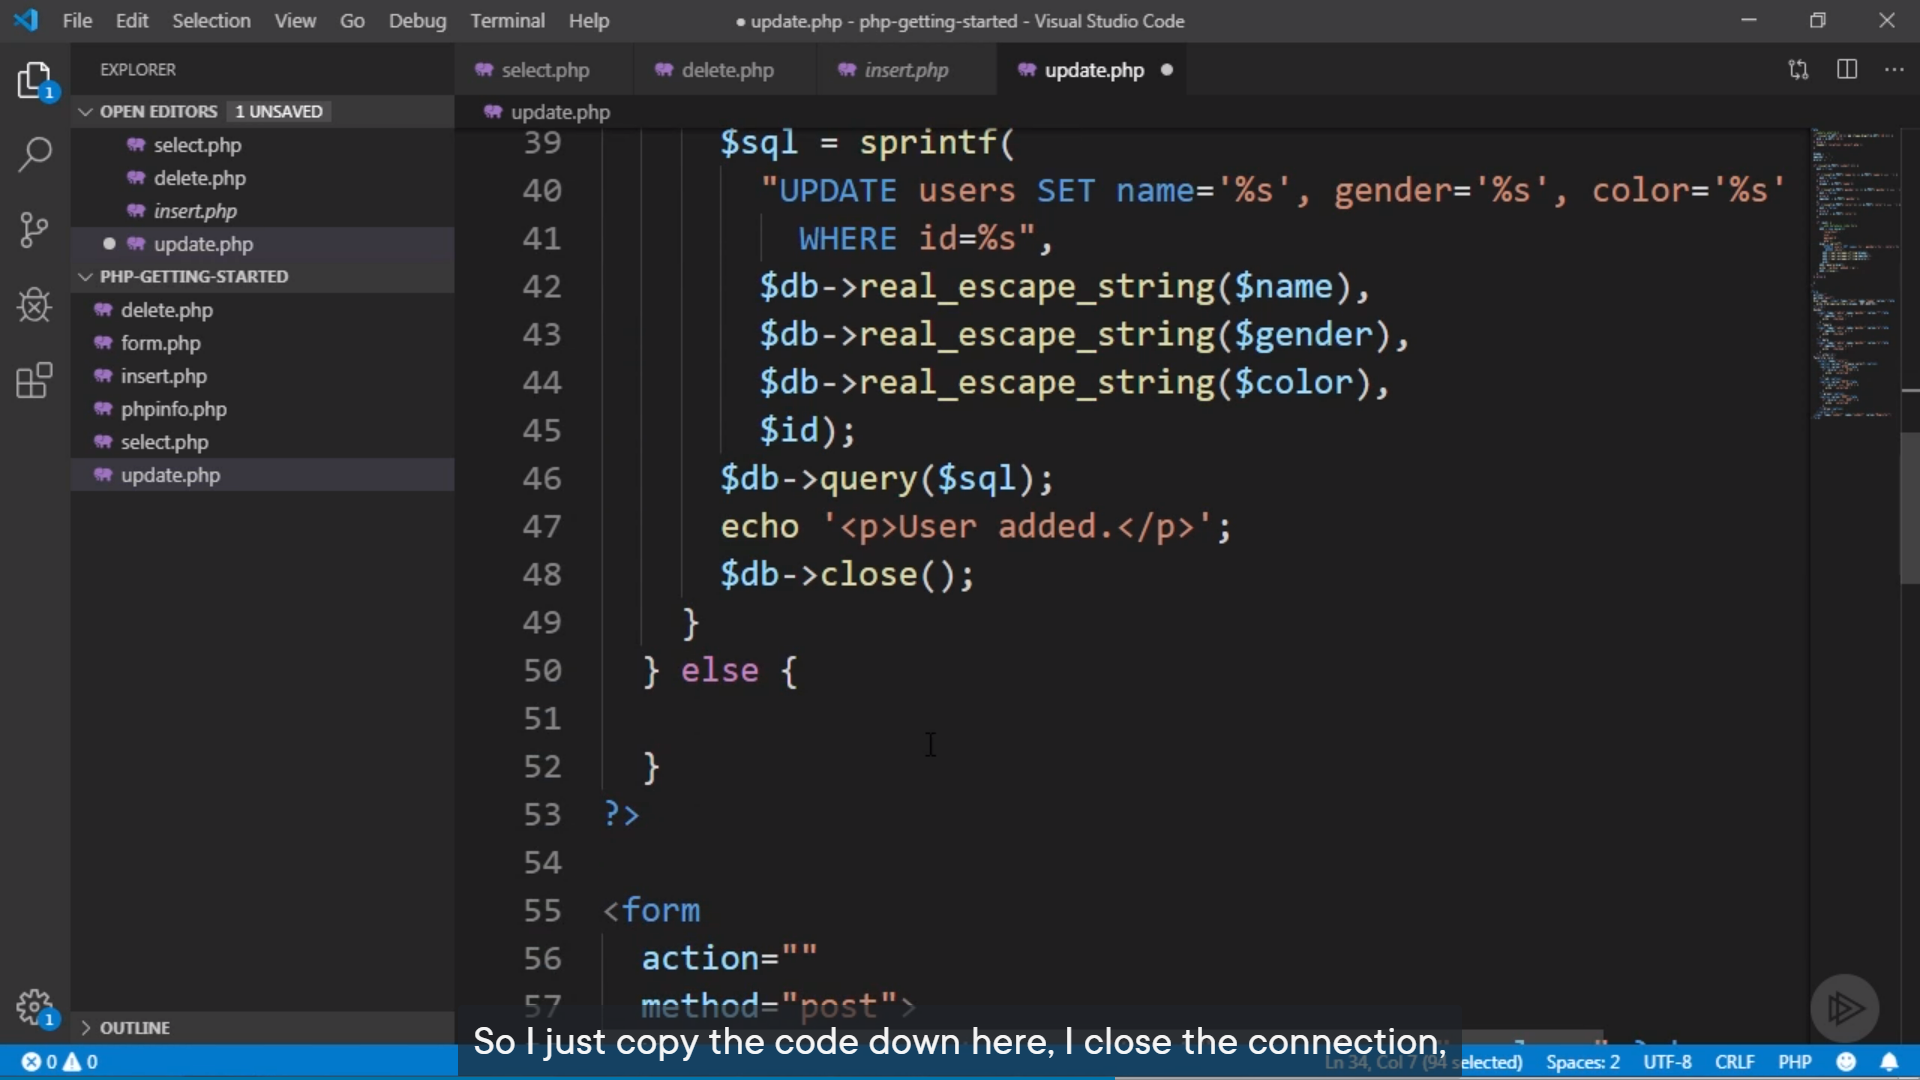 File Edit Selection View Go Debug Terminal Help
● update.php - php-getting-started - Visual Studio Code
EXPLORER
OPEN EDITORS 1 UNSAVED
select.php
delete.php
insert.php
update.php
PHP-GETTING-STARTED
delete.php
form.php
insert.php
phpinfo.php
select.php
update.php
OUTLINE
1
1
select.php delete.php insert.php update.php
update.php
39 $sql = sprintf(
40 "UPDATE users SET name='%s', gender='%s', color='%s'
41 WHERE id=%s",
42 $db->real_escape_string($name),
43 $db->real_escape_string($gender),
44 $db->real_escape_string($color),
45 $id);
46 $db->query($sql);
47 echo '<p>User added.</p>';
48 $db->close();
49 }
50 } else {
51
52 }
53 ?>
54
55 <form
56 action=""
57 method="post">
So I just copy the code down here, I close the connection,
0 0 Ln 34, Col 7 (94 selected) Spaces: 2 UTF-8 CRLF PHP